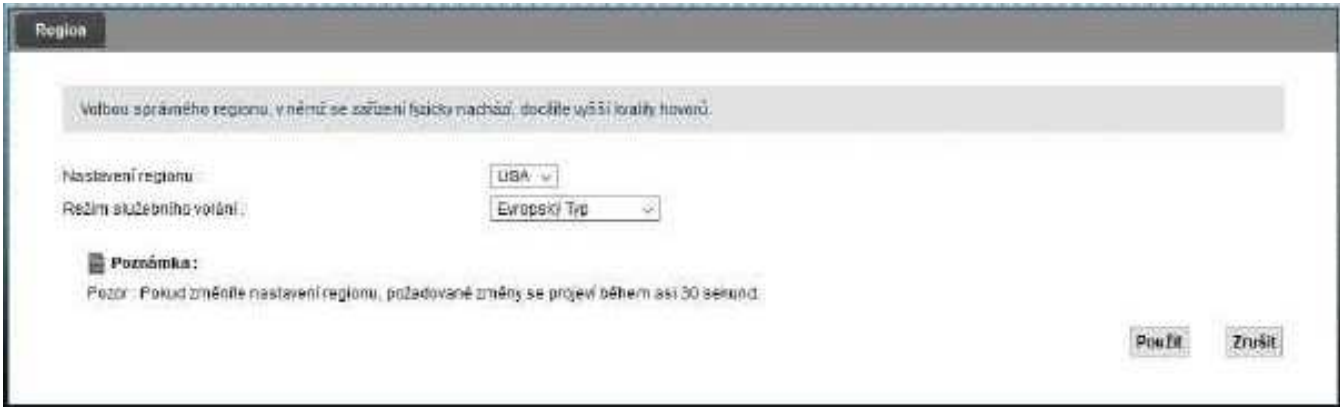 Region
Volbou správného regionu, v němž se zařízení fyzicky nachází, docílíte vyšší kvality hovorů.
Nastavení regionu
USA
Režim služebního volání :
Evropský Typ
Poznámka :
Pozor : Pokud změníte nastavení regionu, požadované změny se projeví během asi 30 sekund.
Použít
Zrušit